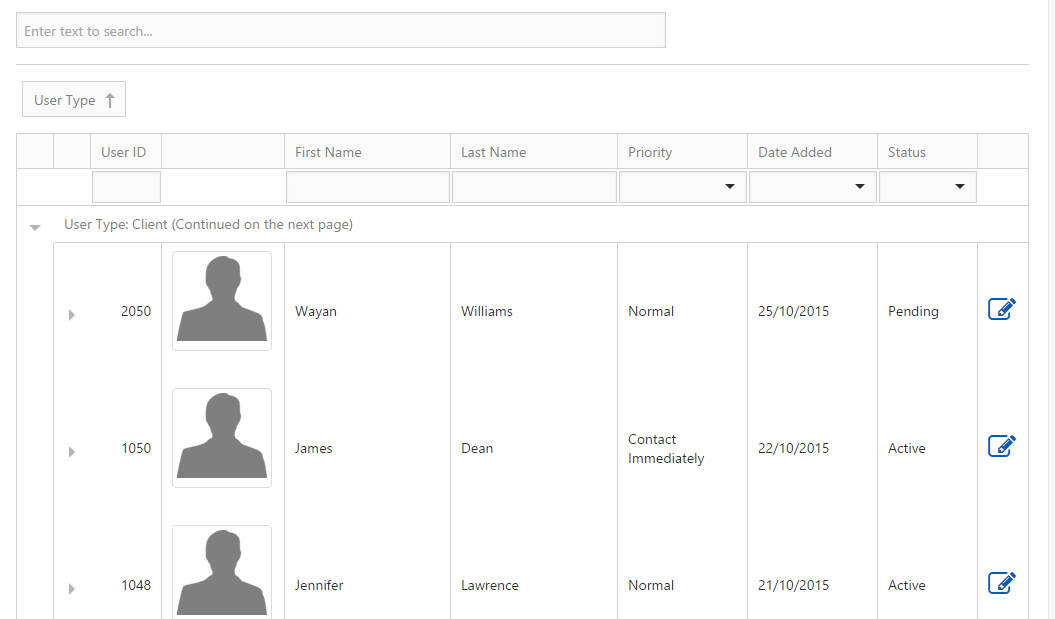 Enter text to search...
User Type
User ID First Name Last Name Priority Date Added Status
User Type: Client (Continued on the next page)
2050 Wayan Williams Normal 25/10/2015 Pending
1050 James Dean Contact Immediately 22/10/2015 Active
1048 Jennifer Lawrence Normal 21/10/2015 Active